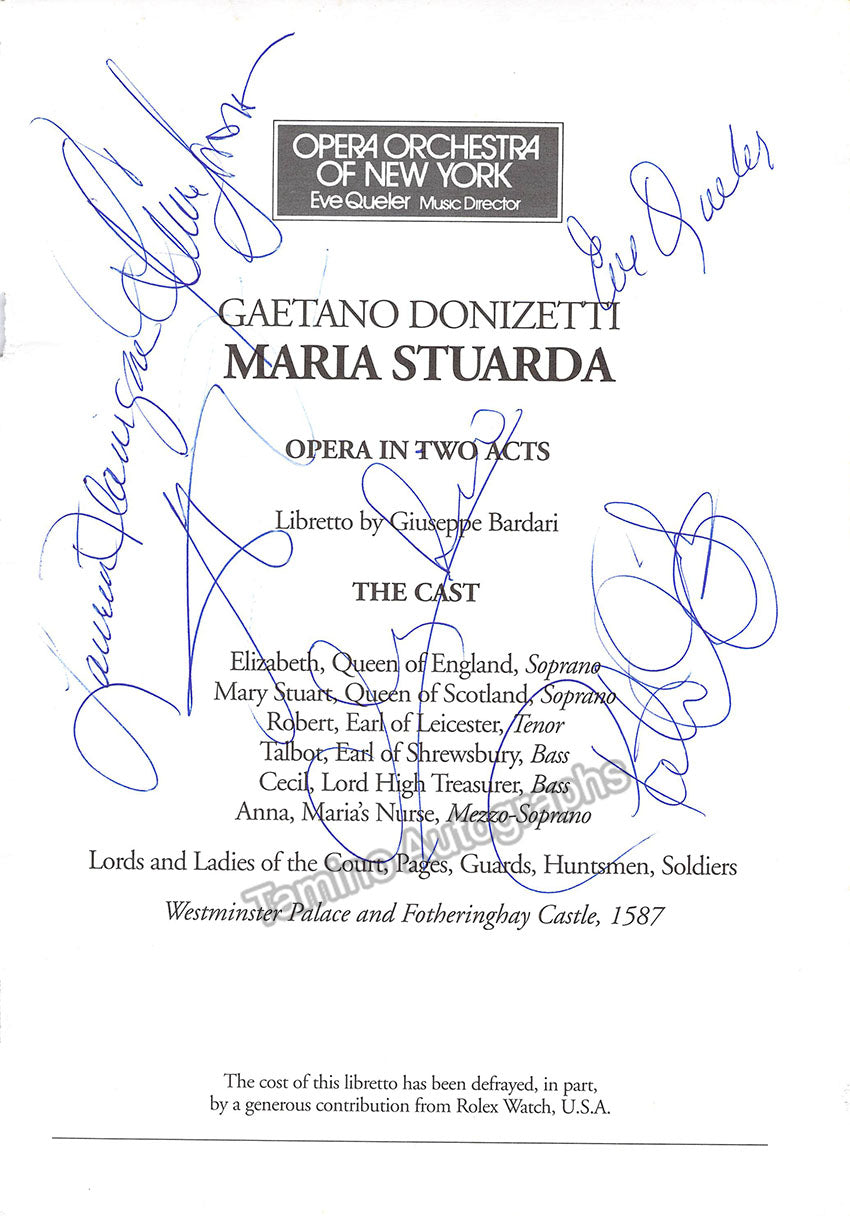 OPERA ORCHESTRA
OF NEW YORK
Eve Queler Music Director
Eve Queler
GAETANO DONIZETTI
MARIA STUARDA
OPERA IN TWO ACTS
Libretto by Giuseppe Bardari
THE CAST
Elizabeth, Queen of England, Soprano
Mary Stuart, Queen of Scotland, Soprano
Robert, Earl of Leicester, Tenor
Talbot, Earl of Shrewsbury, Bass
Cecil, Lord High Treasurer, Bass
Anna, Maria's Nurse, Mezzo-Soprano
Lords and Ladies of the Court, Pages, Guards, Huntsmen, Soldiers
Westminster Palace and Fotheringhay Castle, 1587
The cost of this libretto has been defrayed, in part,
by a generous contribution from Rolex Watch, U.S.A.
Lauren Flanigan
Tamino Autographs